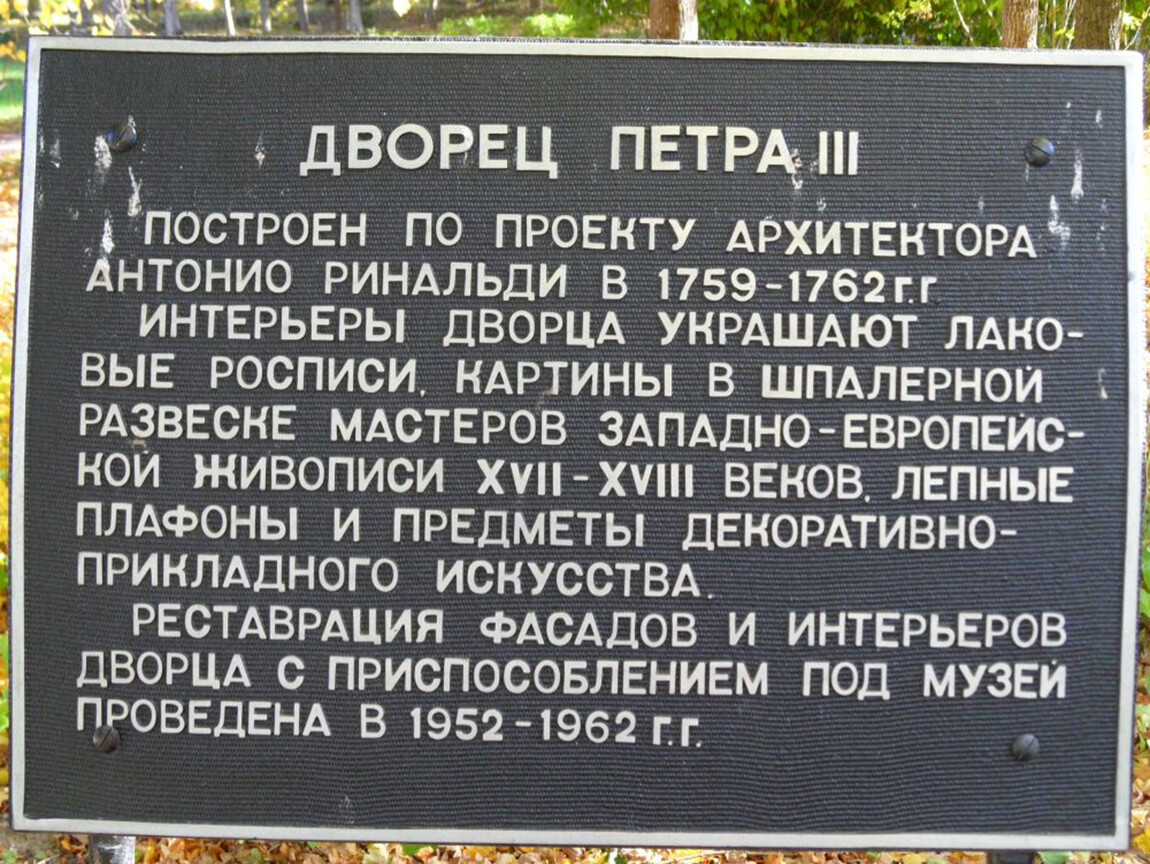 ДВОРЕЦ ПЕТРА III
ПОСТРОЕН ПО ПРОЕКТУ АРХИТЕКТОРА
АНТОНИО РИНАЛЬДИ В 1759-1762 г.г
ИНТЕРЬЕРЫ ДВОРЦА УКРАШАЮТ ЛАКО-
ВЫЕ РОСПИСИ, КАРТИНЫ В ШПАЛЕРНОЙ
РАЗВЕСКЕ МАСТЕРОВ ЗАПАДНО-ЕВРОПЕЙС-
КОЙ ЖИВОПИСИ XVII-XVIII ВЕКОВ, ЛЕПНЫЕ
ПЛАФОНЫ И ПРЕДМЕТЫ ДЕКОРАТИВНО-
ПРИКЛАДНОГО ИСКУССТВА.
РЕСТАВРАЦИЯ ФАСАДОВ И ИНТЕРЬЕРОВ
ДВОРЦА С ПРИСПОСОБЛЕНИЕМ ПОД МУЗЕЙ
ПРОВЕДЕНА В 1952-1962 г.г.